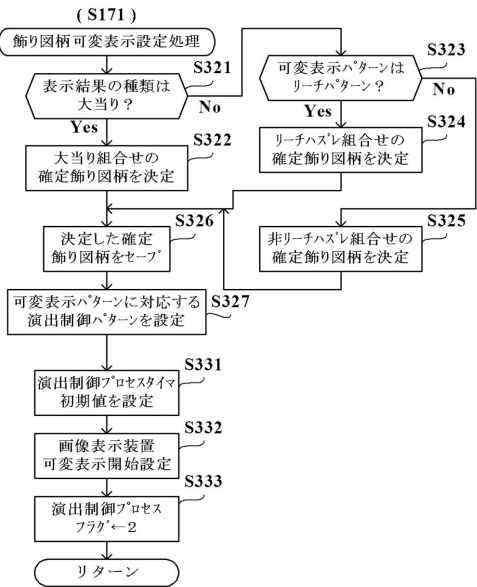 ( S171 )
飾り図柄可変表示設定処理
S321
表示結果の種類は
大当り?
No
Yes
S322
大当り組合せの
確定飾り図柄を決定
S323
可変表示パターンは
リーチパターン?
No
Yes
S324
リーチハズレ組合せの
確定飾り図柄を決定
S325
非リーチハズレ組合せの
確定飾り図柄を決定
S326
決定した確定
飾り図柄をセーブ
S327
可変表示パターンに対応する
演出制御パターンを設定
S331
演出制御プロセスタイマ
初期値を設定
S332
画像表示装置
可変表示開始設定
S333
演出制御プロセス
フラグ←2
リターン